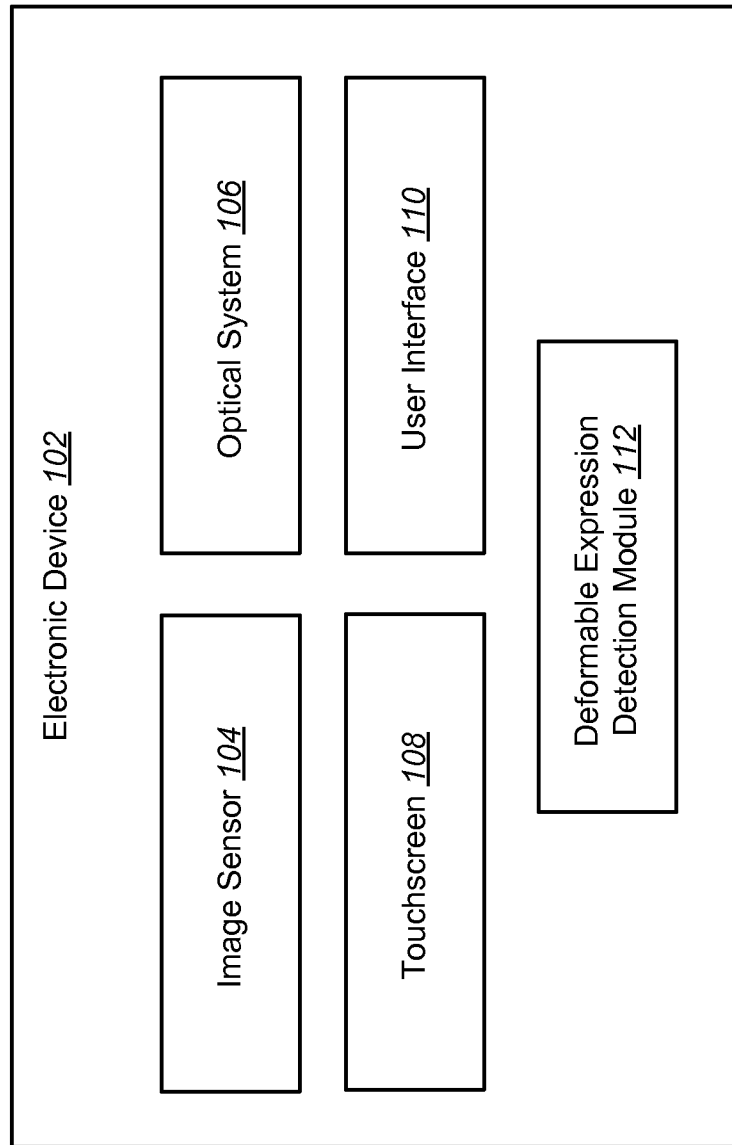 Electronic Device 102
Image Sensor 104
Optical System 106
Touchscreen 108
User Interface 110
Deformable Expression
Detection Module 112